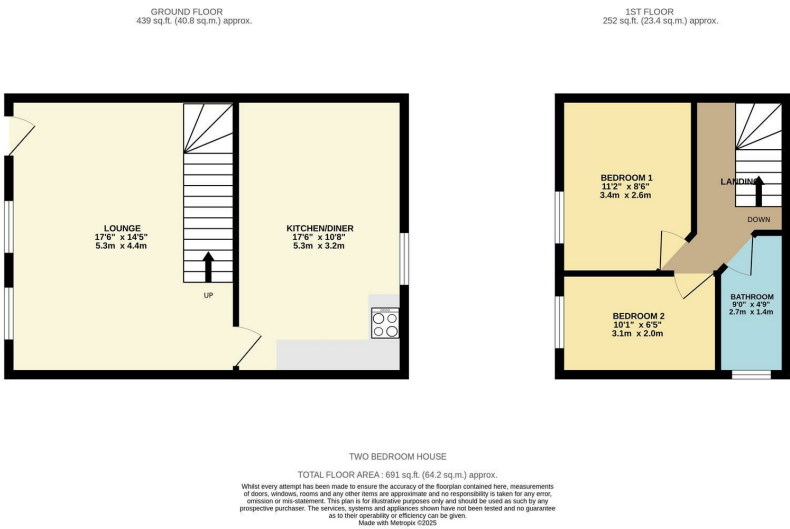 GROUND FLOOR
439 sq.ft. (40.8 sq.m.) approx.
1ST FLOOR
252 sq.ft. (23.4 sq.m.) approx.
LOUNGE
17'6" x 14'5"
5.3m x 4.4m
UP
KITCHEN/DINER
17'6" x 10'8"
5.3m x 3.2m
BEDROOM 1
11'2" x 8'6"
3.4m x 2.6m
LANDING
DOWN
BEDROOM 2
10'1" x 6'5"
3.1m x 2.0m
BATHROOM
9'0" x 4'9"
2.7m x 1.4m
TWO BEDROOM HOUSE
TOTAL FLOOR AREA : 691 sq.ft. (64.2 sq.m.) approx.
Whilst every attempt has been made to ensure the accuracy of the floorplan contained here, measurements
of doors, windows, rooms and any other items are approximate and no responsibility is taken for any error,
omission or mis-statement. This plan is for illustrative purposes only and should be used as such by any
prospective purchaser. The services, systems and appliances shown have not been tested and no guarantee
as to their operability or efficiency can be given.
Made with Metropix ©2025